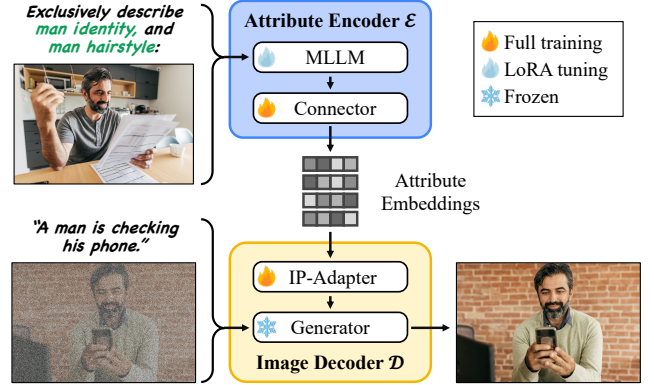 Exclusively describe
man identity, and
man hairstyle:
Attribute Encoder ℰ
MLLM
Connector
Full training
LoRA tuning
Frozen
Attribute
Embeddings
"A man is checking
his phone."
IP-Adapter
Generator
Image Decoder 𝒟